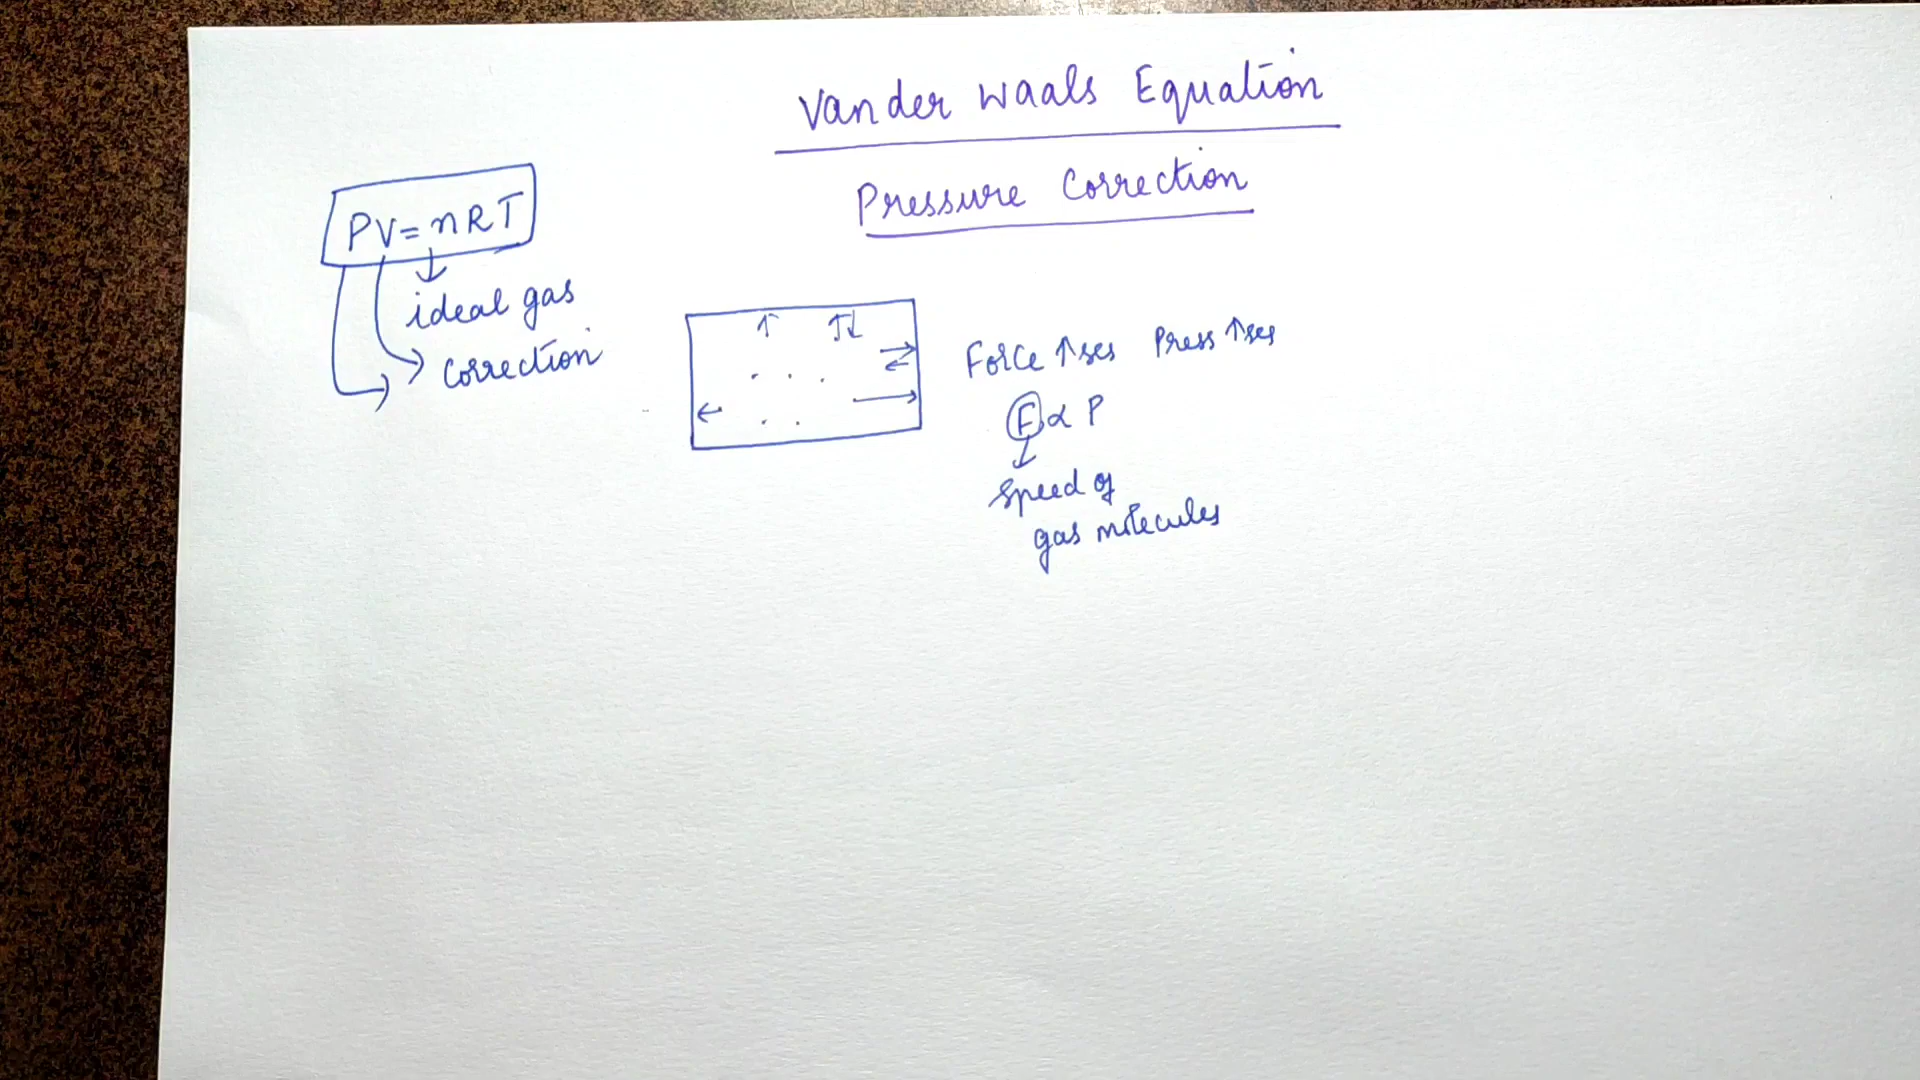 Vander Waals Equation
Pressure Correction
PV = nRT
ideal gas
correction
Force ↑ses Press ↑ses
F ∝ P
Speed of
gas molecules